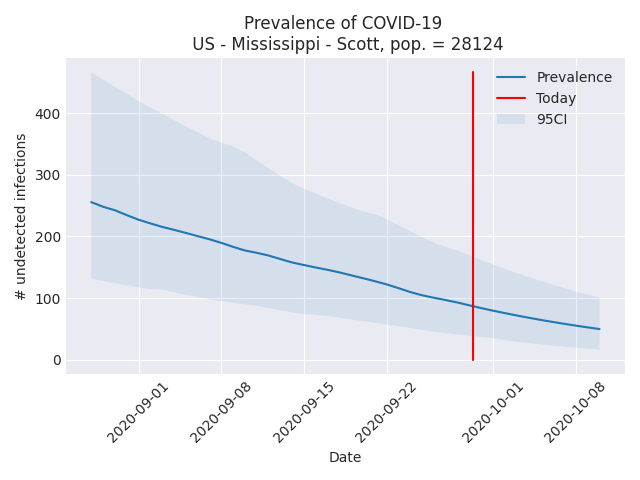 Prevalence of COVID-19
US - Mississippi - Scott, pop. = 28124
Prevalence
Today
95CI
# undetected infections
400
300
200
100
0
2020-09-01
2020-09-08
2020-09-15
2020-09-22
2020-10-01
2020-10-08
Date